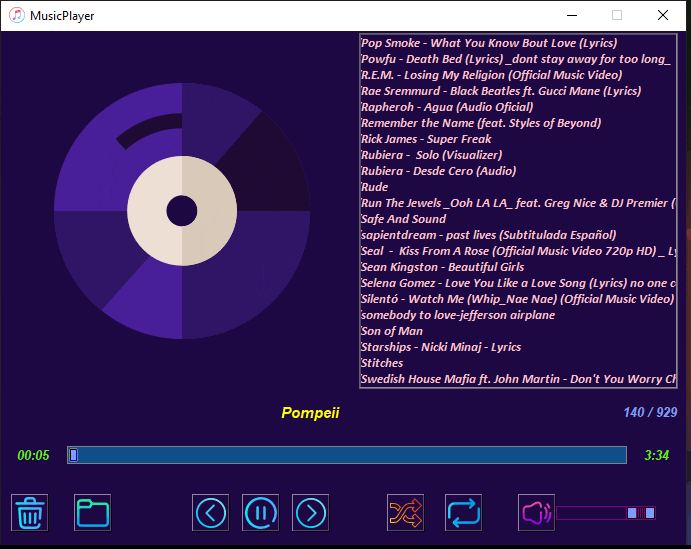 MusicPlayer
Pop Smoke - What You Know Bout Love (Lyrics)
Powfu - Death Bed (Lyrics) _dont stay away for too long_
R.E.M. - Losing My Religion (Official Music Video)
Rae Sremmurd - Black Beatles ft. Gucci Mane (Lyrics)
Rapheroh - Agua (Audio Oficial)
Remember the Name (feat. Styles of Beyond)
Rick James - Super Freak
Rubiera -  Solo (Visualizer)
Rubiera - Desde Cero (Audio)
Rude
Run The Jewels _Ooh LA LA_ feat. Greg Nice & DJ Premier (
Safe And Sound
sapientdream - past lives (Subtitulada Español)
Seal  -  Kiss From A Rose (Official Music Video 720p HD) _ Ly
Sean Kingston - Beautiful Girls
Selena Gomez - Love You Like a Love Song (Lyrics) no one c
Silentó - Watch Me (Whip_Nae Nae) (Official Music Video)
somebody to love-jefferson airplane
Son of Man
Starships - Nicki Minaj - Lyrics
Stitches
Swedish House Mafia ft. John Martin - Don't You Worry Ch
Pompeii
140 / 929
00:05
3:34